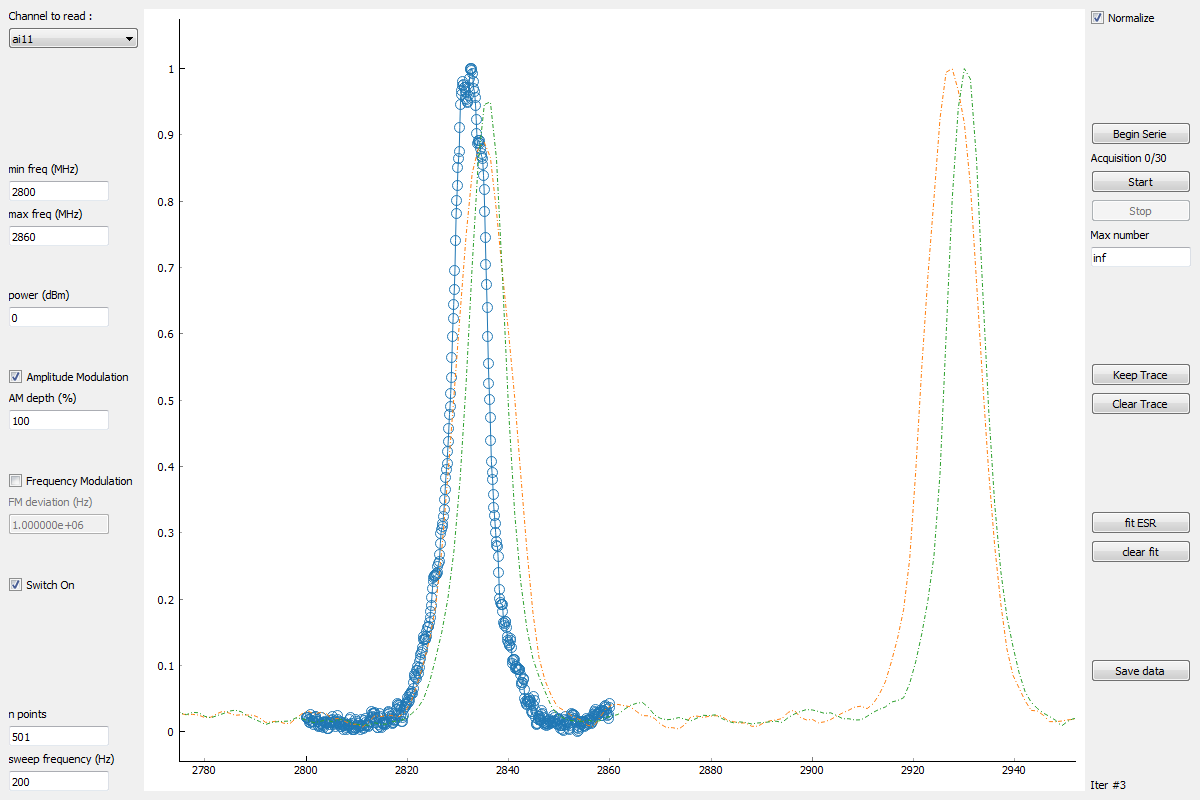 Channel to read :
ai11
min freq (MHz)
2800
max freq (MHz)
2860
power (dBm)
0
Amplitude Modulation
AM depth (%)
100
Frequency Modulation
FM deviation (Hz)
1.000000e+06
Switch On
n points
501
sweep frequency (Hz)
200
1
0.9
0.8
0.7
0.6
0.5
0.4
0.3
0.2
0.1
0
2780 2800 2820 2840 2860 2880 2900 2920 2940
Normalize
Begin Serie
Acquisition 0/30
Start
Stop
Max number
inf
Keep Trace
Clear Trace
fit ESR
clear fit
Save data
Iter #3